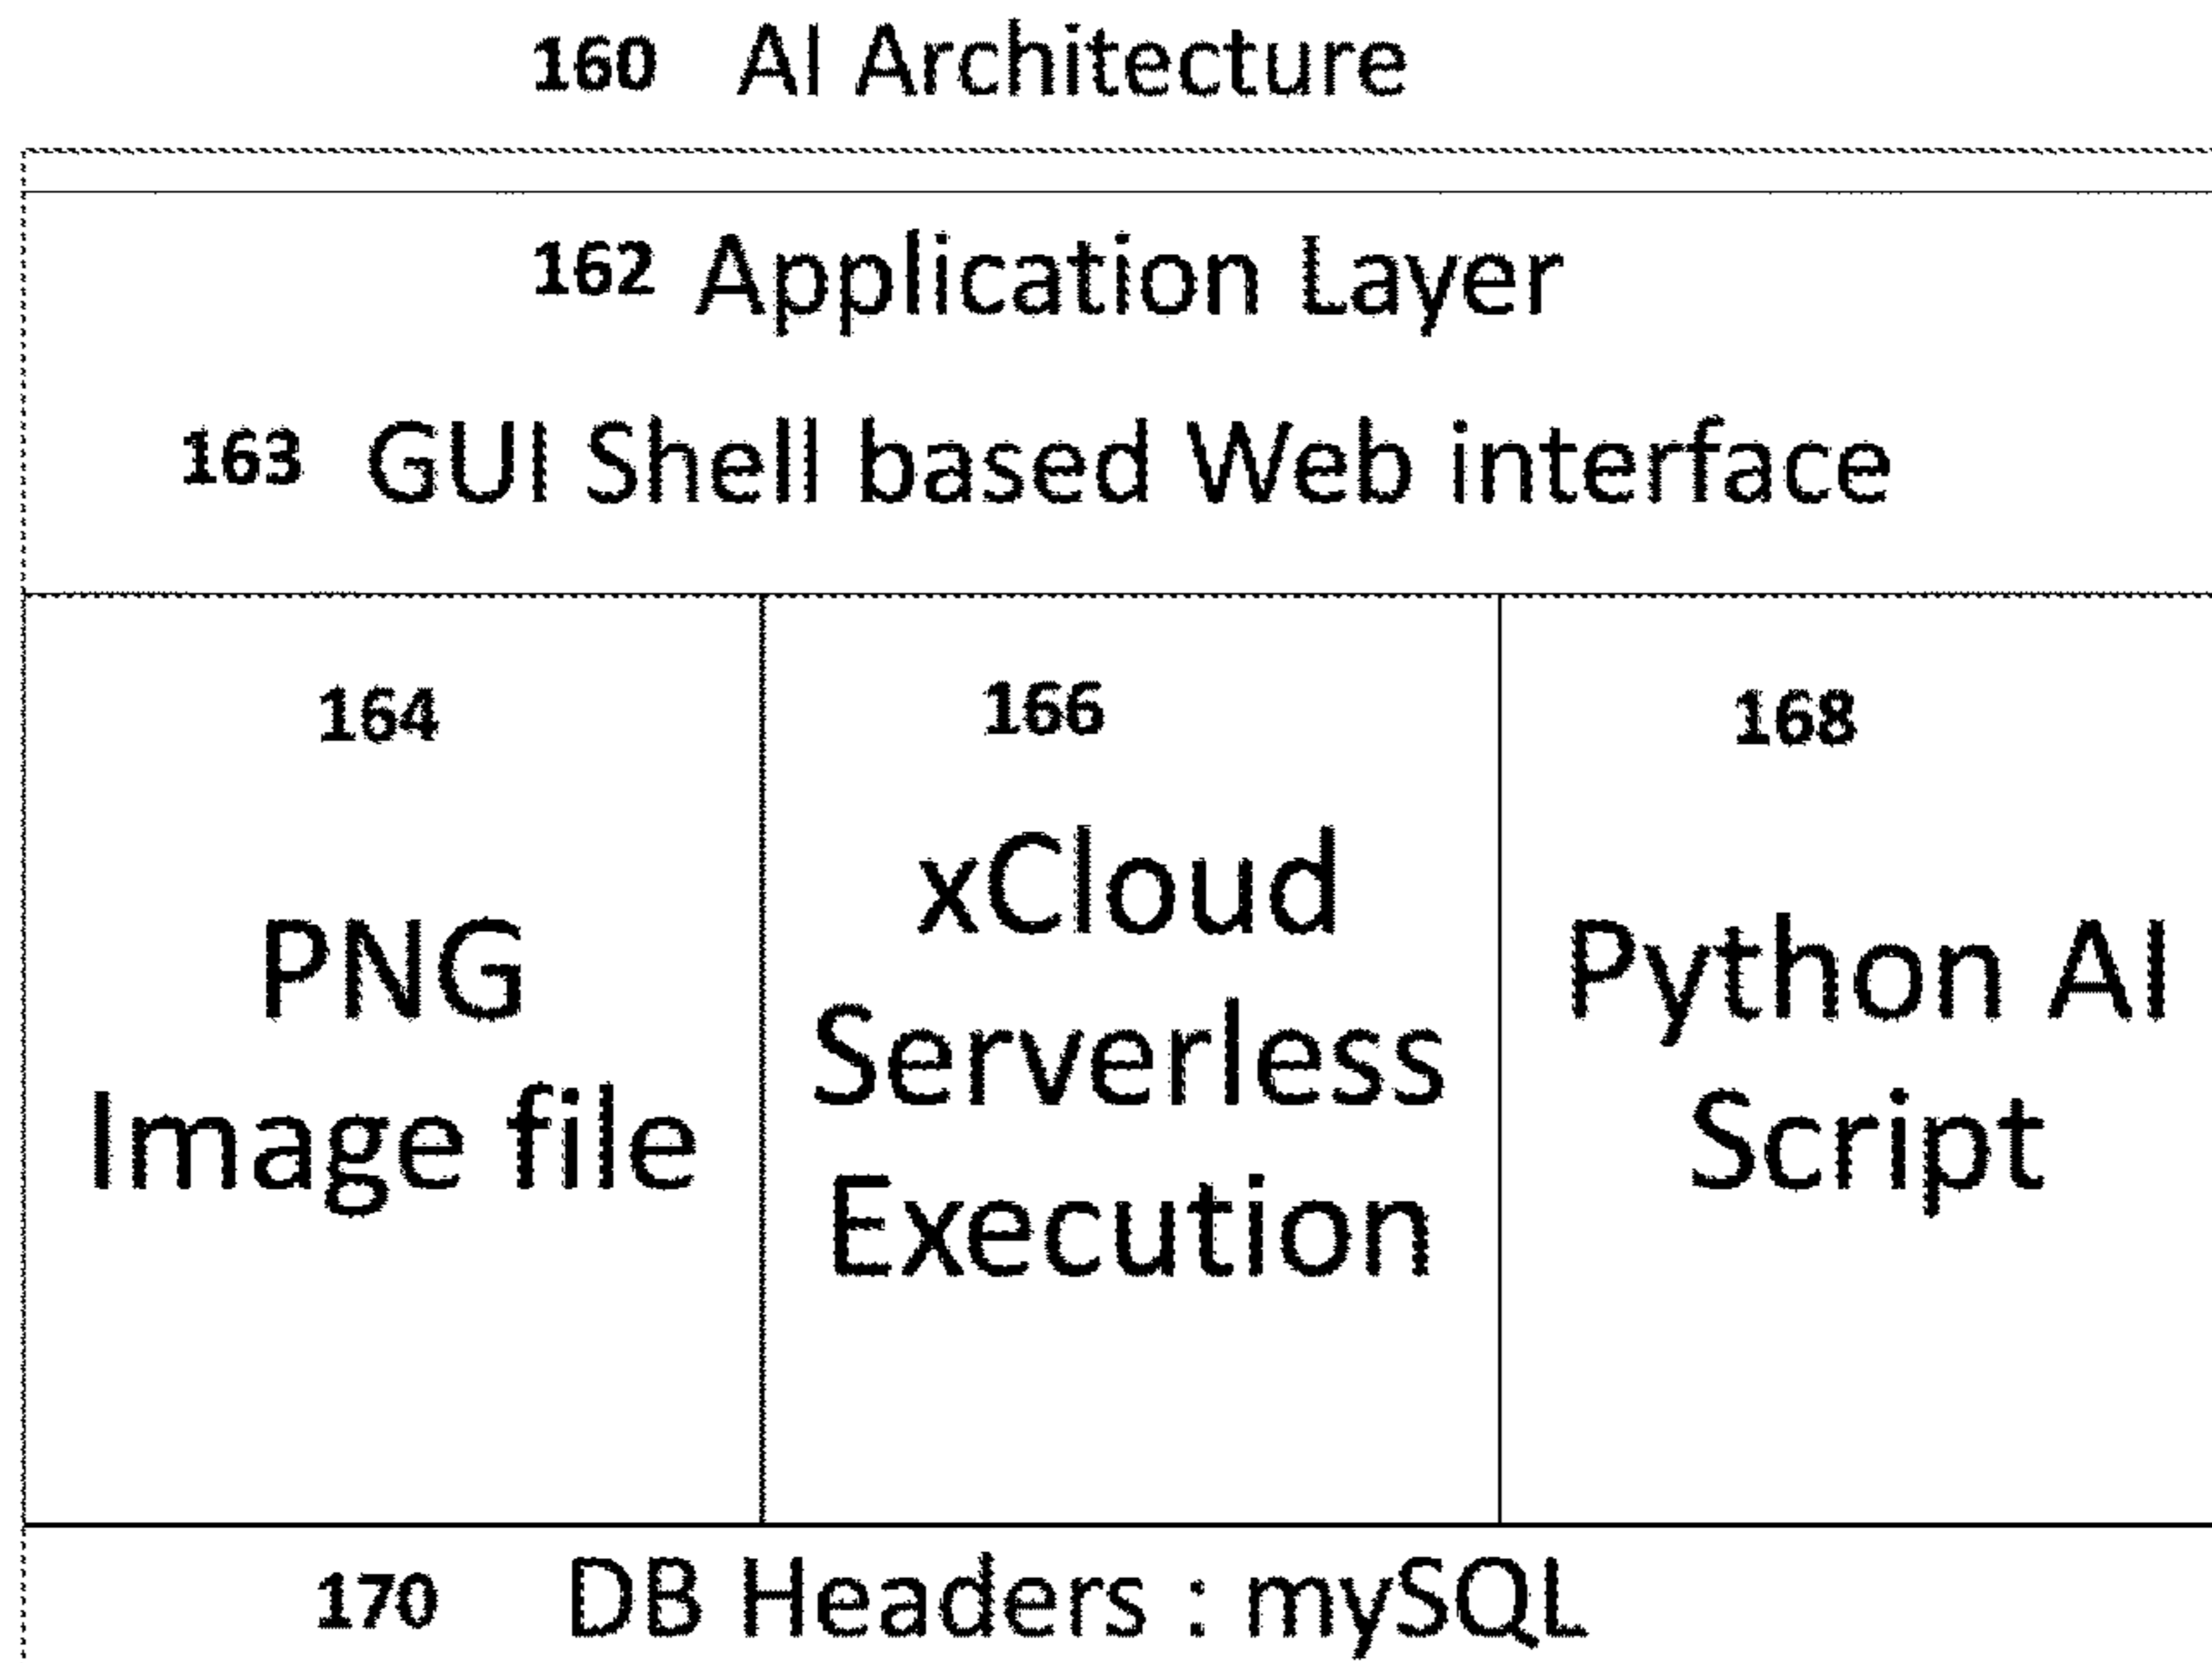 160 AI Architecture
162 Application Layer
163 GUI Shell based Web interface
164
PNG
Image file
166
xCloud
Serverless
Execution
168
Python AI
Script
170 DB Headers : mySQL